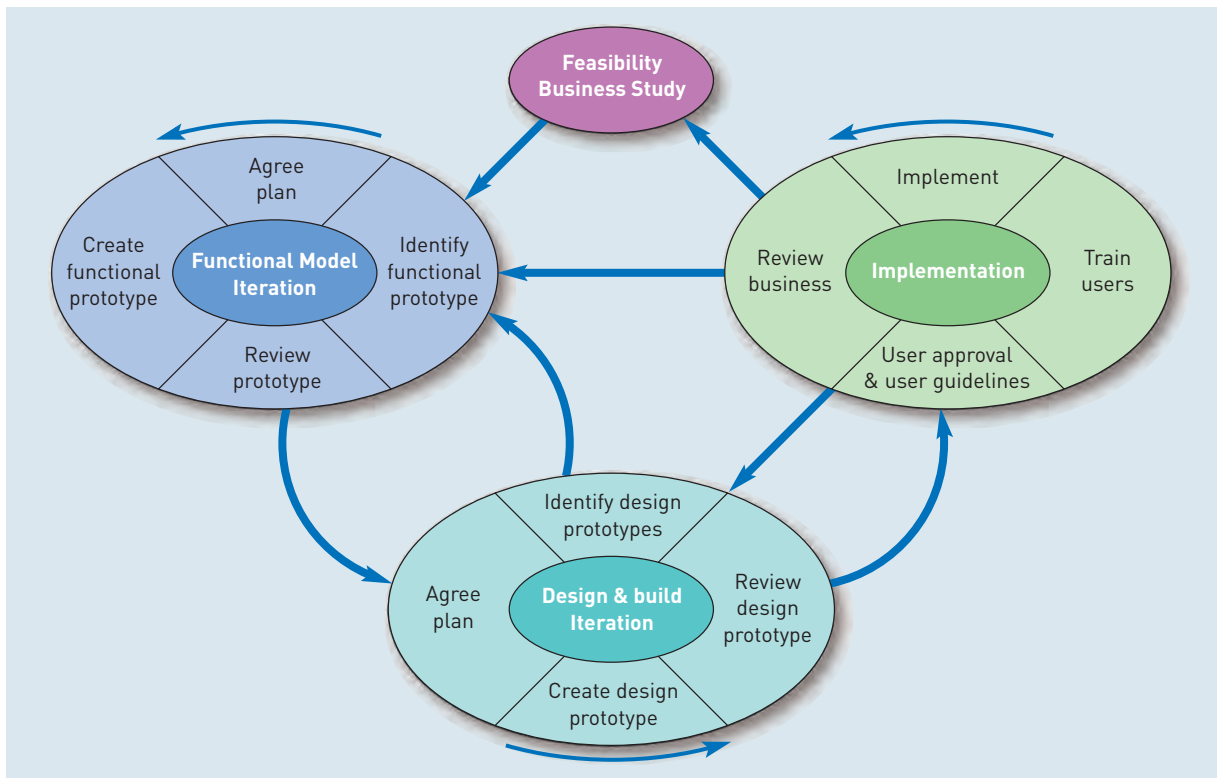 Feasibility
Business Study
Agree
plan
Create
functional
prototype
Functional Model
Iteration
Identify
functional
prototype
Review
prototype
Implement
Review
business
Implementation
Train
users
User approval
& user guidelines
Identify design
prototypes
Agree
plan
Design & build
Iteration
Review
design
prototype
Create design
prototype